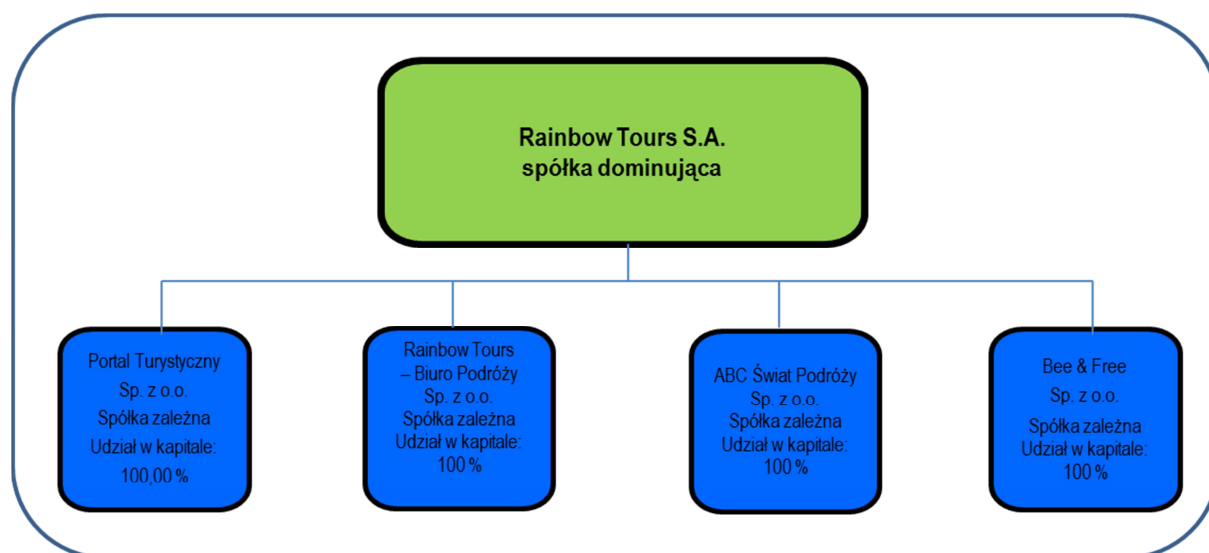 Rainbow Tours S.A.
spółka dominująca
Portal Turystyczny
Sp. z o.o.
Spółka zależna
Udział w kapitale:
100,00 %
Rainbow Tours
– Biuro Podróży
Sp. z o.o.
Spółka zależna
Udział w kapitale:
100 %
ABC Świat Podróży
Sp. z o.o.
Spółka zależna
Udział w kapitale:
100 %
Bee & Free
Sp. z o.o.
Spółka zależna
Udział w kapitale:
100 %